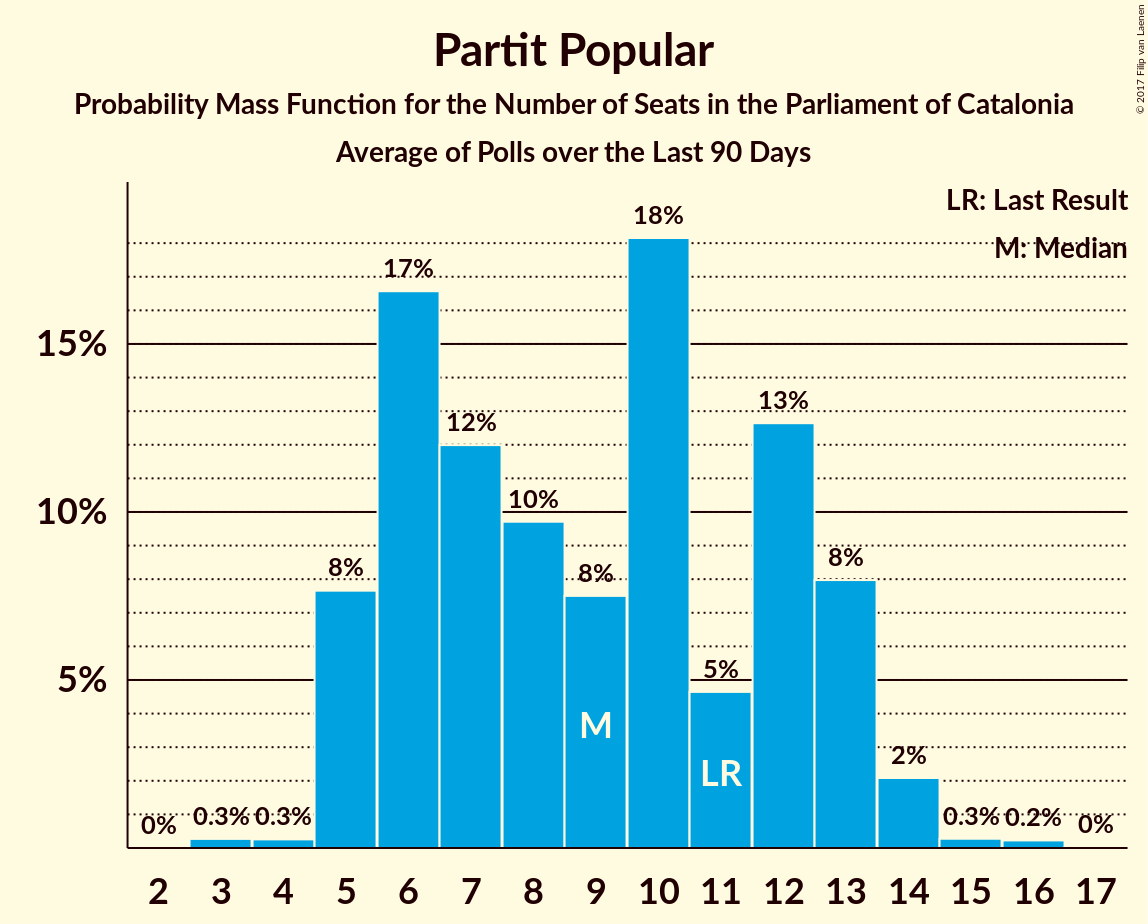 Partit Popular
Probability Mass Function for the Number of Seats in the Parliament of Catalonia
Average of Polls over the Last 90 Days
© 2017 Filip van Laenen
LR: Last Result
M: Median
15%
10%
5%
0%
0.3%
0.3%
8%
17%
12%
10%
8%
18%
5%
13%
8%
2%
0.3%
0.2%
0%
M
LR
2 3 4 5 6 7 8 9 10 11 12 13 14 15 16 17